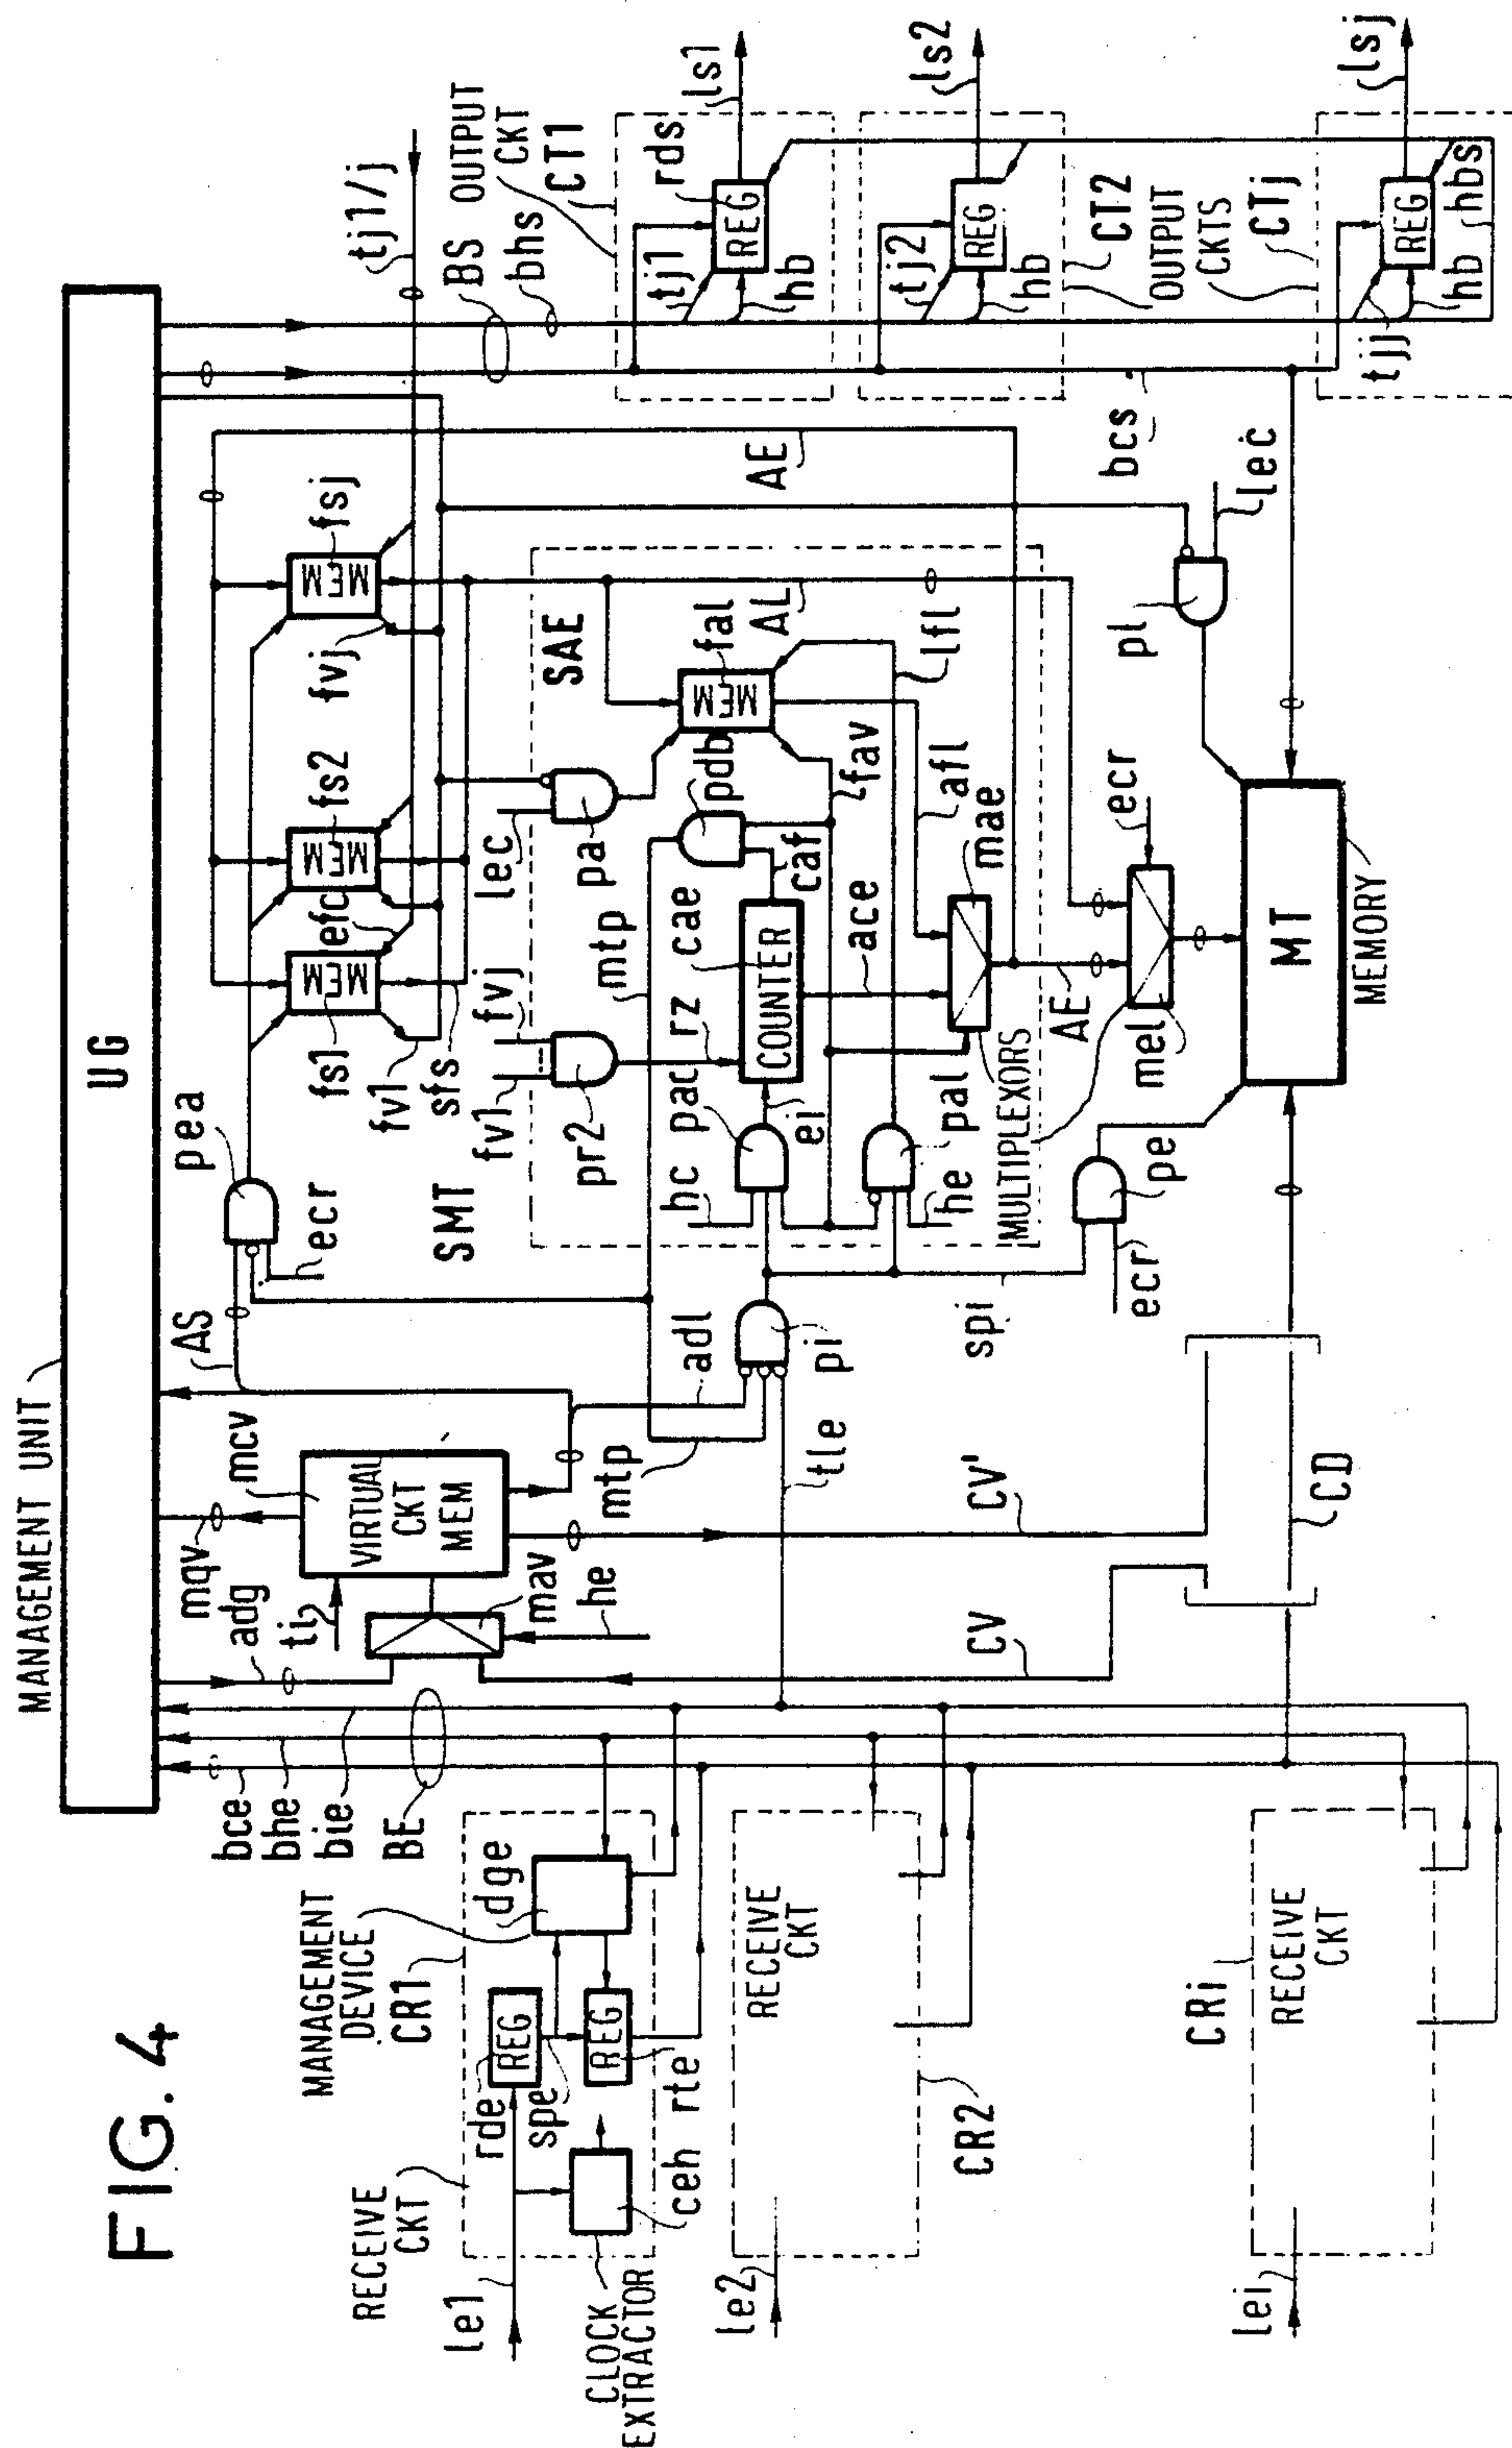 FIG. 4
MANAGEMENT UNIT
UG
bce
bhe
bie
BE
adg
mqv
ti
mcv
VIRTUAL
CKT
MEM
mav
he
AS
ecr
pea
mtp
adl
tle
pi
spi
CV
CV'
CD
MANAGEMENT
DEVICE
CR1
dge
REG
rde
spe
REG
rte
ceh
RECEIVE
CKT
le1
CLOCK
EXTRACTOR
RECEIVE
CKT
le2
CR2
RECEIVE
CKT
CRi
lei
SMT
fs1
MEM
efc
fs2
MEM
fsj
MEM
fv1
sfs
fvj
fv1
fvj
pr2
mtp
rz
lec
pa
SAE
hc
pac
ei
COUNTER
cae
pdb
caf
MEM
fal
AL
fav
lfl
afl
ace
mae
pal
he
MULTIPLEXORS
AE
AE
mel
ecr
pe
ecr
pl
lec
MT
MEMORY
bcs
tj1/j
BS
bhs
OUTPUT
CKT
CT1
tj1
REG
rds
hb
ls1
tj2
REG
hb
ls2
CT2
OUTPUT
CKTS
CTj
tjj
REG
hb
hbs
lsj